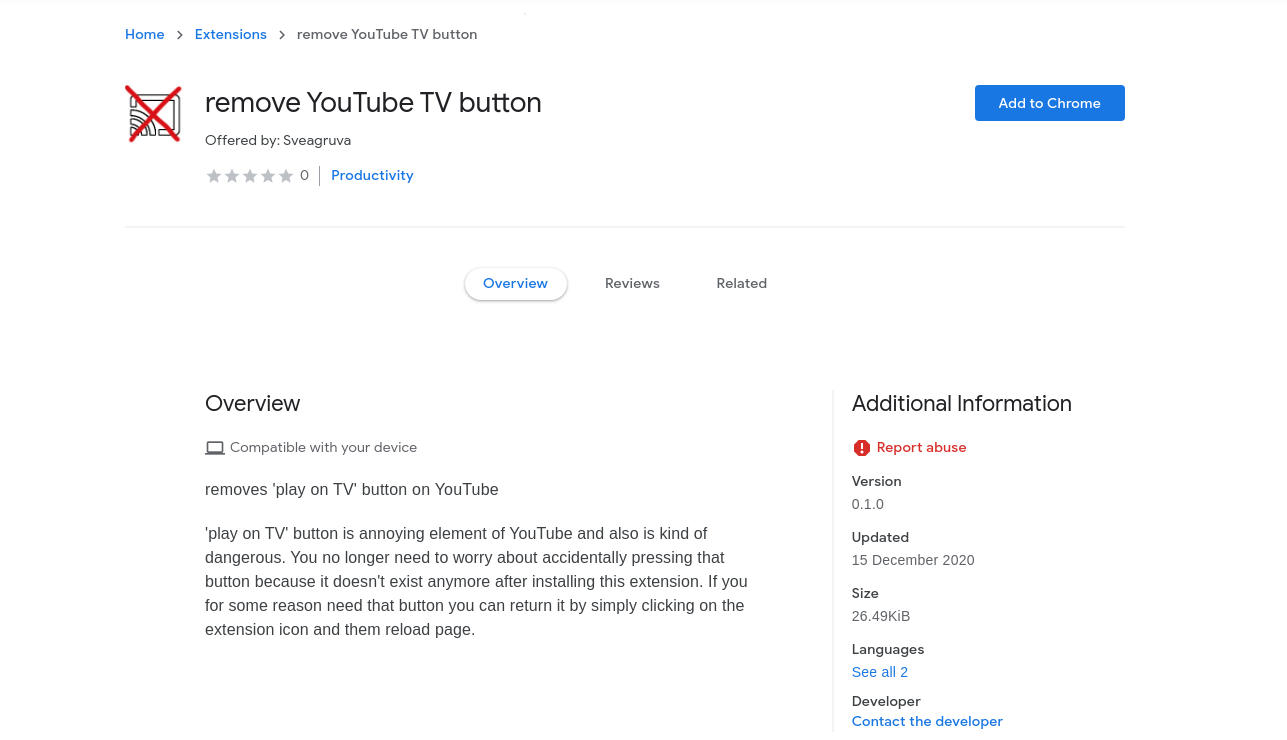 Home > Extensions > remove YouTube TV button
remove YouTube TV button
Add to Chrome
Offered by: Sveagruva
0 | Productivity
Overview
Reviews
Related
Overview
Compatible with your device
removes 'play on TV' button on YouTube
'play on TV' button is annoying element of YouTube and also is kind of
dangerous. You no longer need to worry about accidentally pressing that
button because it doesn't exist anymore after installing this extension. If you
for some reason need that button you can return it by simply clicking on the
extension icon and them reload page.
Additional Information
Report abuse
Version
0.1.0
Updated
15 December 2020
Size
26.49KiB
Languages
See all 2
Developer
Contact the developer